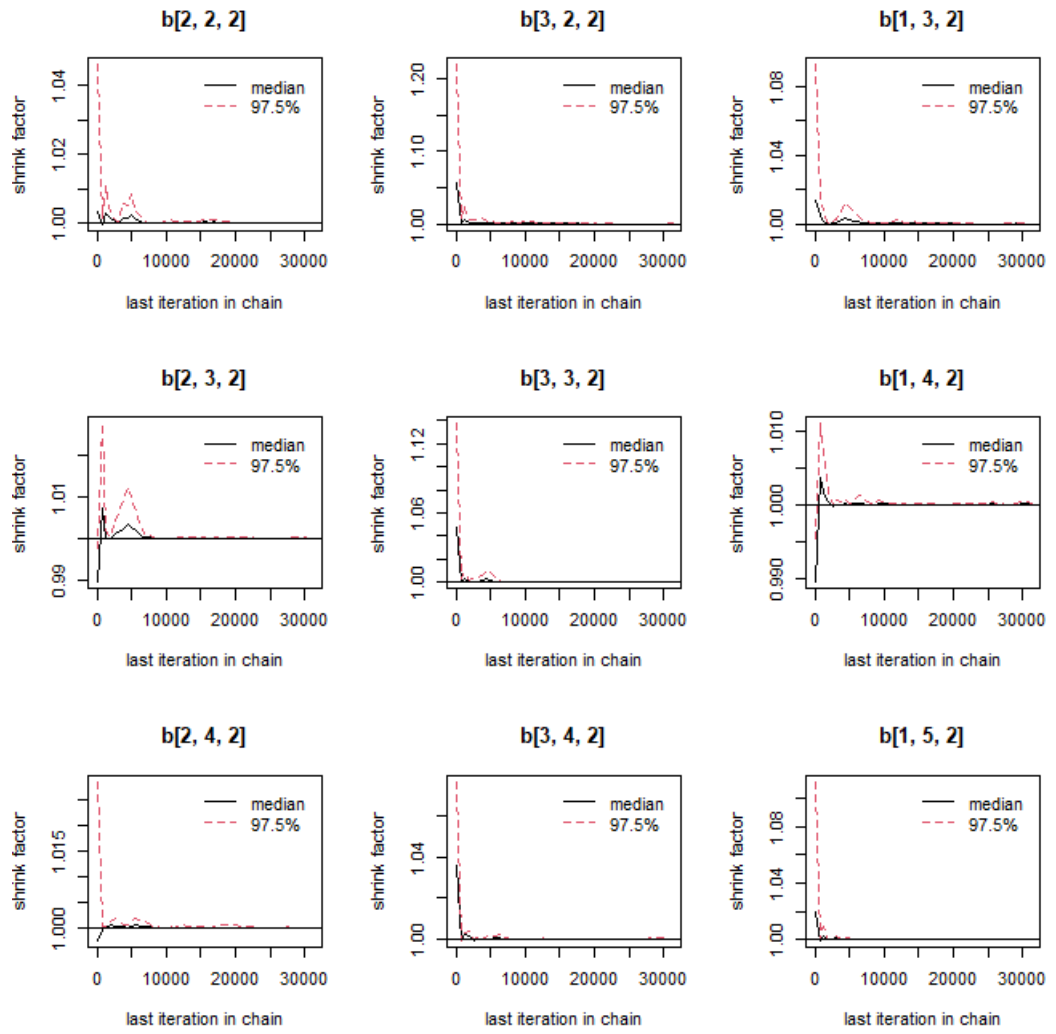 b[2, 2, 2]
shrink factor
1.00 1.02 1.04
median
97.5%
0 10000 20000 30000
last iteration in chain
b[3, 2, 2]
shrink factor
1.00 1.10 1.20
median
97.5%
0 10000 20000 30000
last iteration in chain
b[1, 3, 2]
shrink factor
1.00 1.04 1.08
median
97.5%
0 10000 20000 30000
last iteration in chain
b[2, 3, 2]
shrink factor
0.99 1.01
median
97.5%
0 10000 20000 30000
last iteration in chain
b[3, 3, 2]
shrink factor
1.00 1.06 1.12
median
97.5%
0 10000 20000 30000
last iteration in chain
b[1, 4, 2]
shrink factor
0.990 1.000 1.010
median
97.5%
0 10000 20000 30000
last iteration in chain
b[2, 4, 2]
shrink factor
1.000 1.015
median
97.5%
0 10000 20000 30000
last iteration in chain
b[3, 4, 2]
shrink factor
1.00 1.04
median
97.5%
0 10000 20000 30000
last iteration in chain
b[1, 5, 2]
shrink factor
1.00 1.04 1.08
median
97.5%
0 10000 20000 30000
last iteration in chain